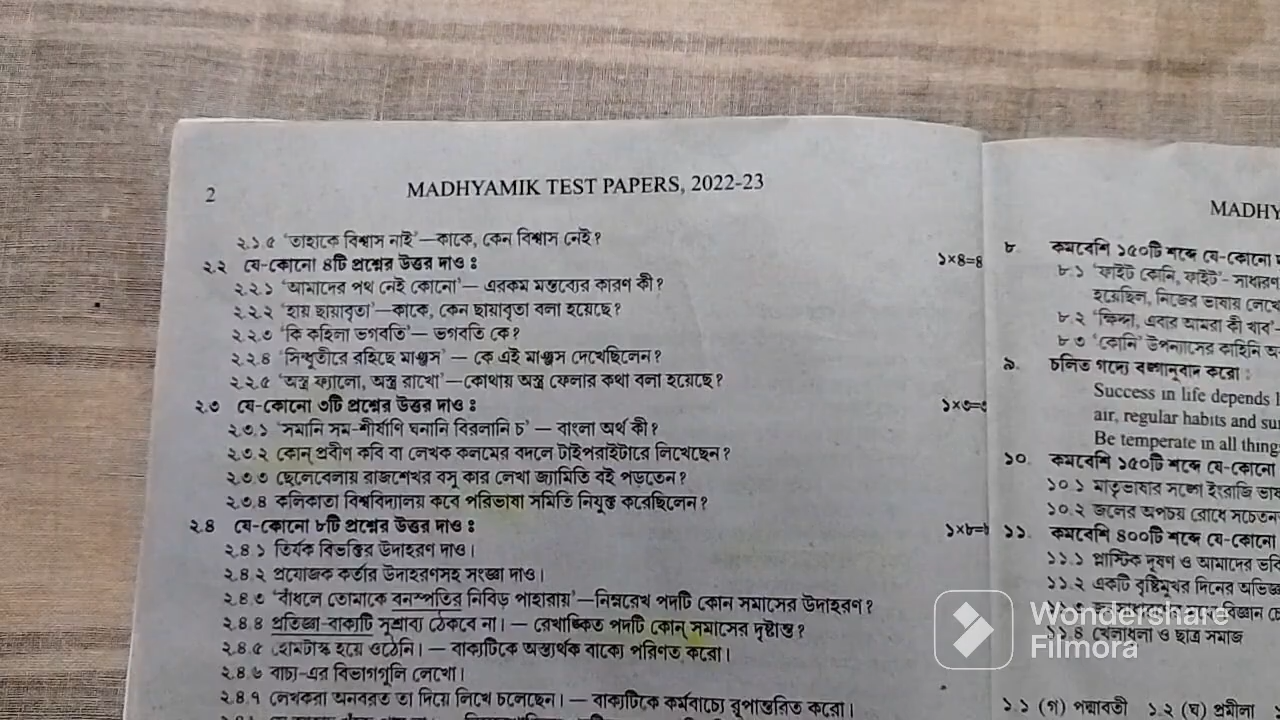 2
MADHYAMIK TEST PAPERS, 2022-23
২.১.৫ 'তাহাকে বিশ্বাস নাই'—কাকে, কেন বিশ্বাস নেই?
২.২ যে-কোনো ৪টি প্রশ্নের উত্তর দাও : ১×৪=৪
২.২.১ 'আমাদের পথ নেই কোনো'— এরকম মন্তব্যের কারণ কী?
২.২.২ 'হায় ছায়াবৃতা'—কাকে, কেন ছায়াবৃতা বলা হয়েছে?
২.২.৩ 'কি কহিলা ভগবতি'— ভগবতি কে?
২.২.৪ 'সিন্ধুতীরে রহিছে মাঞ্জস' — কে এই মাঞ্জস দেখেছিলেন?
২.২.৫ 'অস্ত্র ফ্যালো, অস্ত্র রাখো'—কোথায় অস্ত্র ফেলার কথা বলা হয়েছে?
২.৩ যে-কোনো ৩টি প্রশ্নের উত্তর দাও : ১×৩=৩
২.৩.১ 'সমানি সম-শীর্ষাণি ঘনানি বিরলানি চ' — বাংলা অর্থ কী?
২.৩.২ কোন্ প্রবীণ কবি বা লেখক কলমের বদলে টাইপরাইটারে লিখেছেন?
২.৩.৩ ছেলেবেলায় রাজশেখর বসু কার লেখা জ্যামিতি বই পড়তেন?
২.৩.৪ কলিকাতা বিশ্ববিদ্যালয় কবে পরিভাষা সমিতি নিযুক্ত করেছিলেন?
২.৪ যে-কোনো ৮টি প্রশ্নের উত্তর দাও : ১×৮=
২.৪.১ তির্যক বিভক্তির উদাহরণ দাও।
২.৪.২ প্রযোজক কর্তার উদাহরণসহ সংজ্ঞা দাও।
২.৪.৩ 'বাঁধলে তোমাকে বনস্পতির নিবিড় পাহারায়'—নিম্নরেখ পদটি কোন সমাসের উদাহরণ?
২.৪.৪ প্রতিজ্ঞা-বাক্যটি সুশ্রাব্য ঠেকবে না। — রেখাঙ্কিত পদটি কোন্ সমাসের দৃষ্টান্ত?
২.৪.৫ হোমটাস্ক হয়ে ওঠেনি। — বাক্যটিকে অস্ত্যর্থক বাক্যে পরিণত করো।
২.৪.৬ বাচ্য-এর বিভাগগুলি লেখো।
২.৪.৭ লেখকরা অনবরত তা দিয়ে লিখে চলেছেন। — বাক্যটিকে কর্মবাচ্যে রূপান্তরিত করো।
MADHY
৮. কমবেশি ১৫০টি শব্দে যে-কোনো
৮.১ 'ফাইট কোনি, ফাইট'- সাধারণ
হয়েছিল, নিজের ভাষায় লেখো
৮.২ 'ক্ষিদ্দা, এবার আমরা কী খাব'
৮.৩ 'কোনি' উপন্যাসের কাহিনি
৯. চলিত গদ্যে বঙ্গানুবাদ করো :
Success in life depends
air, regular habits and
Be temperate in all thing
১০. কমবেশি ১৫০টি শব্দে যে-কোনো
১০.১ মাতৃভাষার সঙ্গে ইংরাজি
১০.২ জলের অপচয় রোধে সচেতন
১১. কমবেশি ৪০০টি শব্দে যে-কোনো
১১.১ প্লাস্টিক দূষণ ও আমাদের
১১.২ একটি বৃষ্টিমুখর দিনের
১১.৪ খেলাধুলা ও ছাত্র সমাজ
১.১ (গ) পদ্মাবতী ১.২ (ঘ) প্রমীলা
Wondershare
Filmora